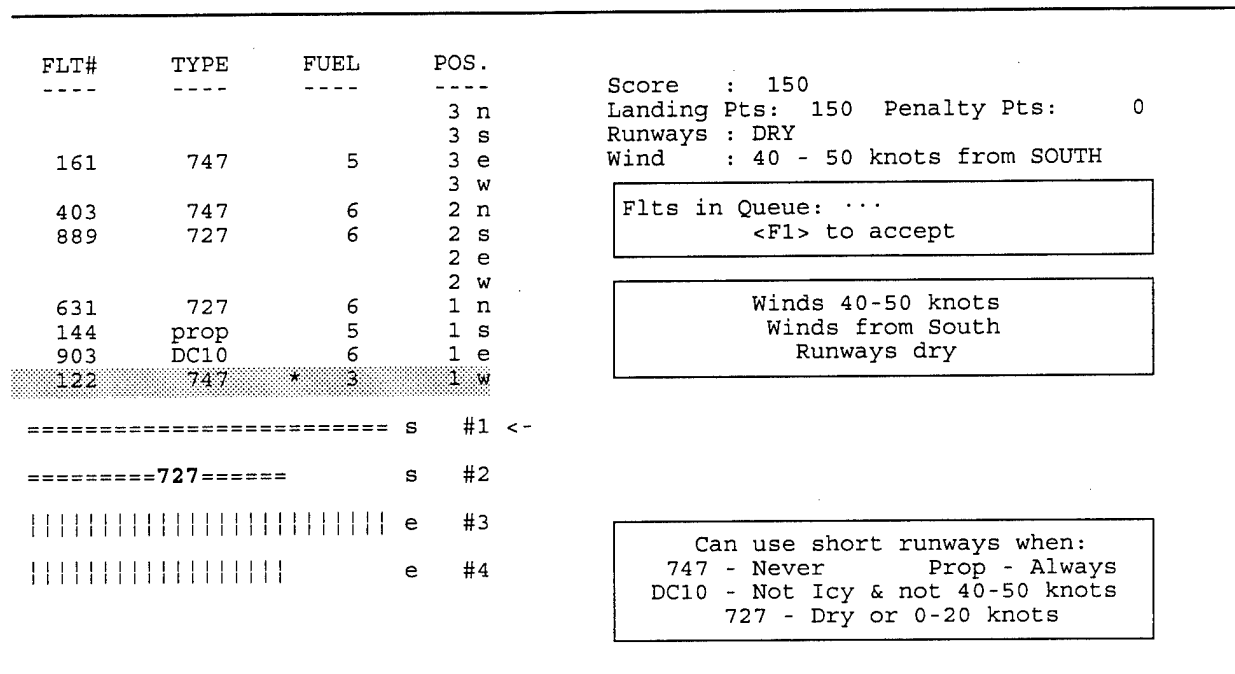 FLT# TYPE FUEL POS.
---- ---- ---- ----
3 n
3 s
161 747 5 3 e
3 w
403 747 6 2 n
889 727 6 2 s
2 e
2 w
631 727 6 1 n
144 prop 5 1 s
903 DC10 6 1 e
122 747 * 3 1 w
========================= s #1 <-
=========727====== s #2
||||||||||||||||||||||||| e #3
|||||||||||||||||| e #4
Score : 150
Landing Pts: 150 Penalty Pts: 0
Runways : DRY
Wind : 40 - 50 knots from SOUTH
Flts in Queue: ···
<F1> to accept
Winds 40-50 knots
Winds from South
Runways dry
Can use short runways when:
747 - Never Prop - Always
DC10 - Not Icy & not 40-50 knots
727 - Dry or 0-20 knots